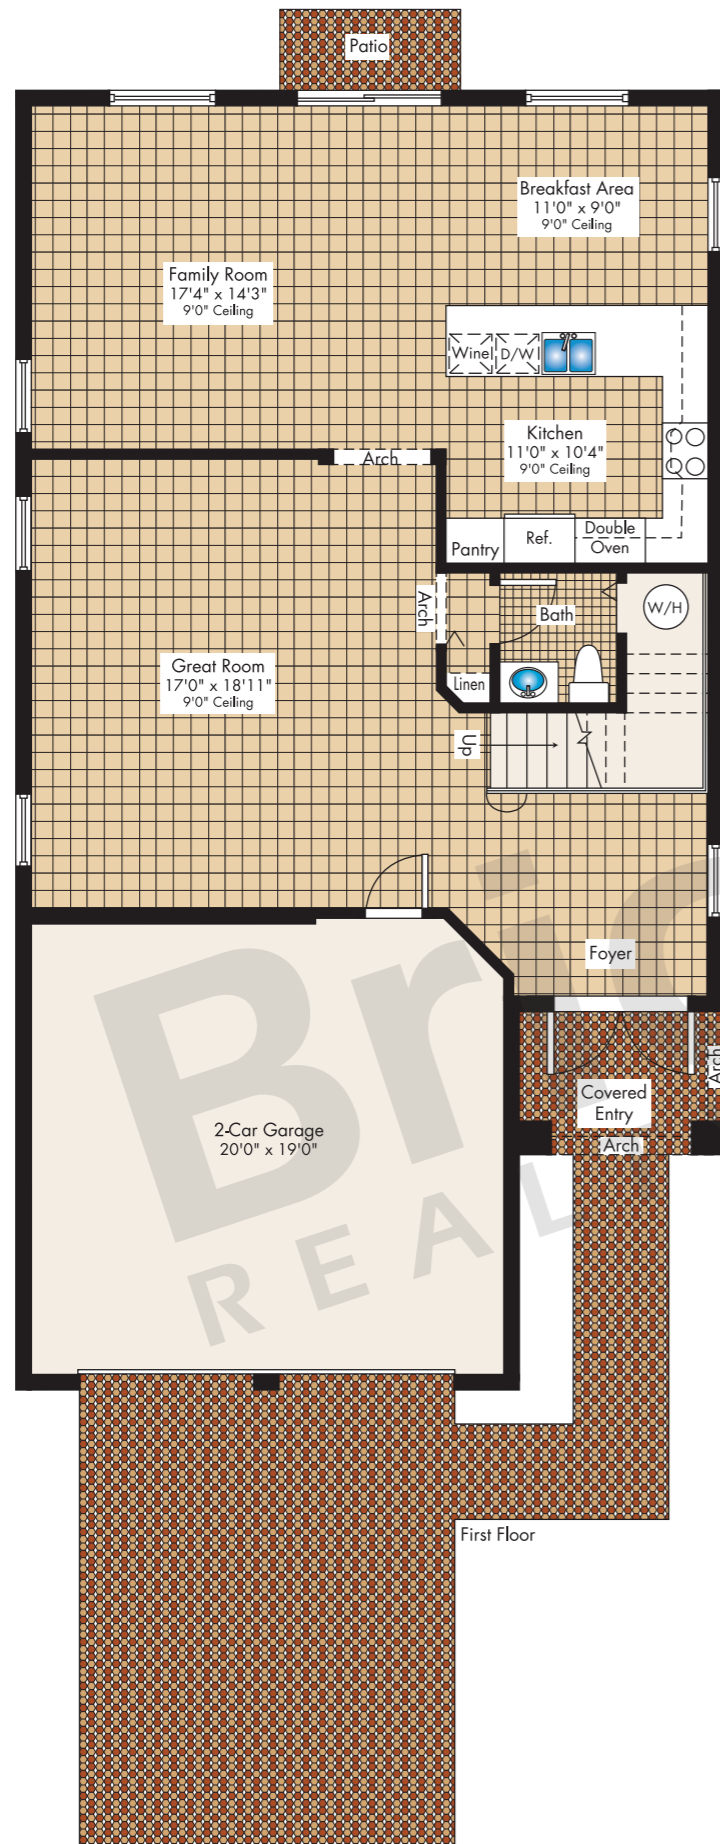 Patio
Breakfast Area
11'0" x 9'0"
9'0" Ceiling
Family Room
17'4" x 14'3"
9'0" Ceiling
Wine
D/W
Kitchen
11'0" x 10'4"
9'0" Ceiling
Arch
Pantry
Ref.
Double
Oven
Arch
Bath
W/H
Great Room
17'0" x 18'11"
9'0" Ceiling
Linen
Up
Foyer
Arch
Covered
Entry
Arch
2-Car Garage
20'0" x 19'0"
First Floor
Bric
REAL